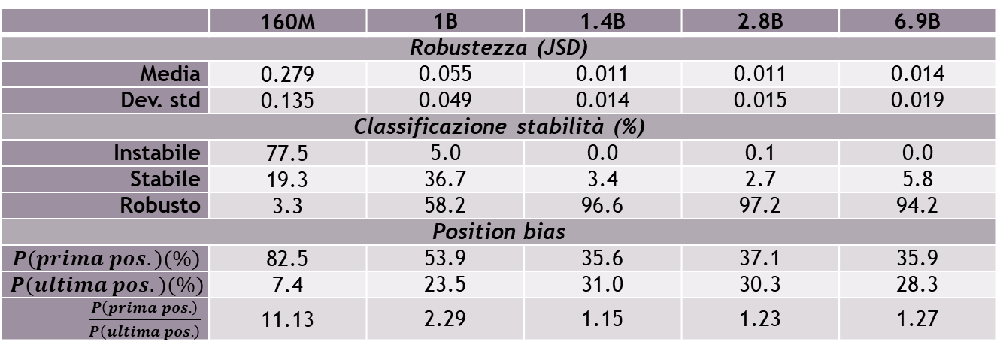 160M 1B 1.4B 2.8B 6.9B
Robustezza (JSD)
Media 0.279 0.055 0.011 0.011 0.014
Dev. std 0.135 0.049 0.014 0.015 0.019
Classificazione stabilità (%)
Instabile 77.5 5.0 0.0 0.1 0.0
Stabile 19.3 36.7 3.4 2.7 5.8
Robusto 3.3 58.2 96.6 97.2 94.2
Position bias
P(prima pos.)(%) 82.5 53.9 35.6 37.1 35.9
P(ultima pos.)(%) 7.4 23.5 31.0 30.3 28.3
P(prima pos.)
P(ultima pos.) 11.13 2.29 1.15 1.23 1.27